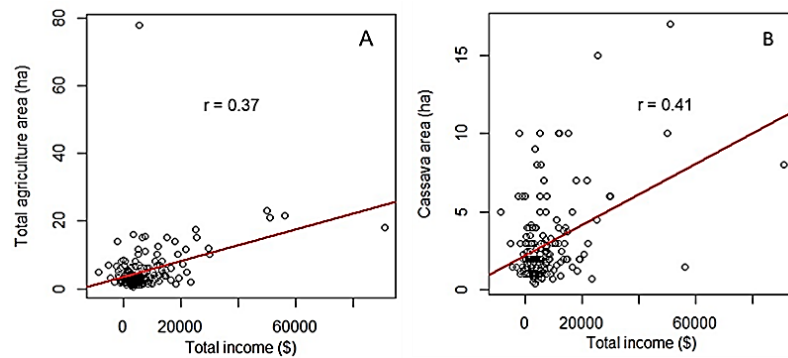 A
r = 0.37
Total agriculture area (ha)
80
60
40
20
0
0 20000 60000
Total income ($)
B
r = 0.41
Cassava area (ha)
15
10
5
0
0 20000 60000
Total income ($)